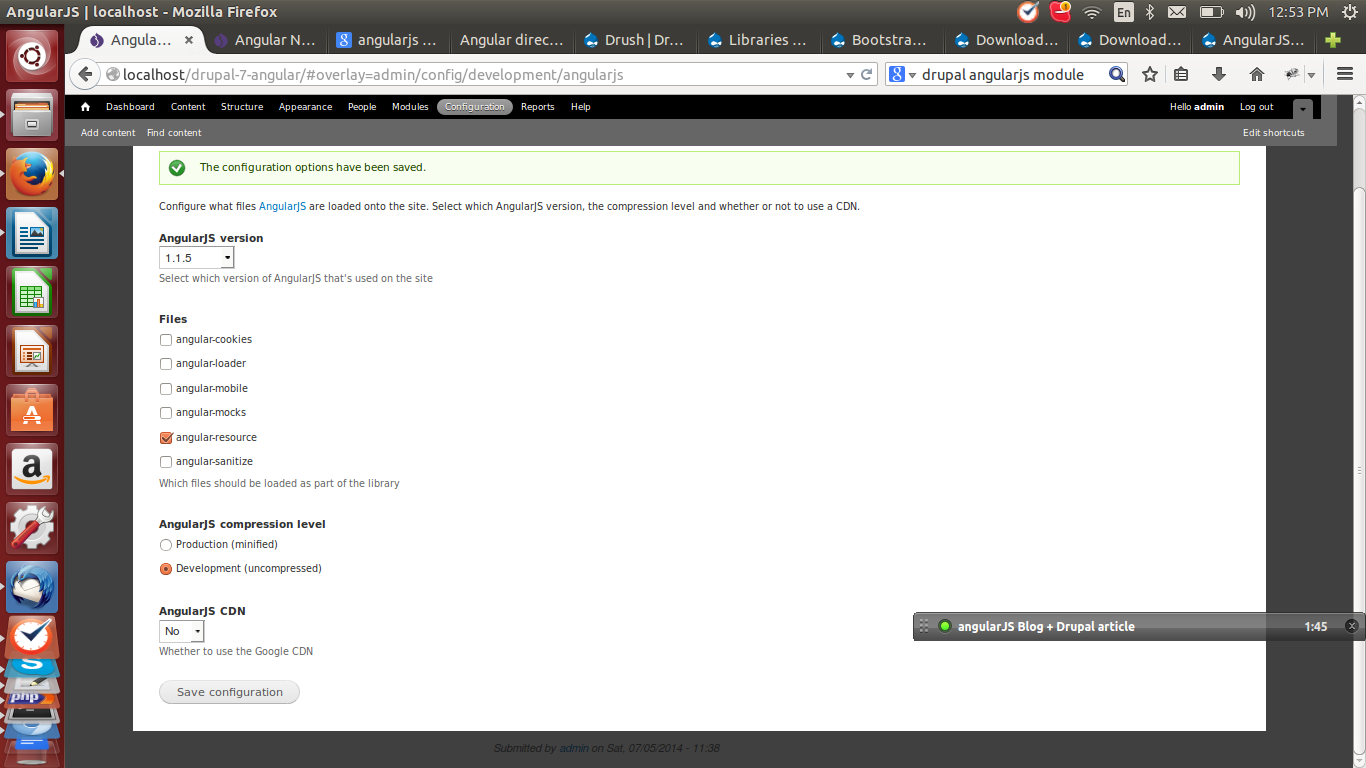 AngularJS | localhost - Mozilla Firefox
En
12:53 PM
Angula...
Angular N...
angularjs ...
Angular direc...
Drush | Dr...
Libraries ...
Bootstra...
Download...
Download...
AngularJS...
localhost/drupal-7-angular/#overlay=admin/config/development/angularjs
drupal angularjs module
Dashboard Content Structure Appearance People Modules Configuration Reports Help
Hello admin Log out
Add content Find content
Edit shortcuts
The configuration options have been saved.
Configure what files AngularJS are loaded onto the site. Select which AngularJS version, the compression level and whether or not to use a CDN.
AngularJS version
1.1.5
Select which version of AngularJS that's used on the site
Files
angular-cookies
angular-loader
angular-mobile
angular-mocks
angular-resource
angular-sanitize
Which files should be loaded as part of the library
AngularJS compression level
Production (minified)
Development (uncompressed)
AngularJS CDN
No
Whether to use the Google CDN
angularJS Blog + Drupal article 1:45
Save configuration
Submitted by admin on Sat, 07/05/2014 - 11:38
php